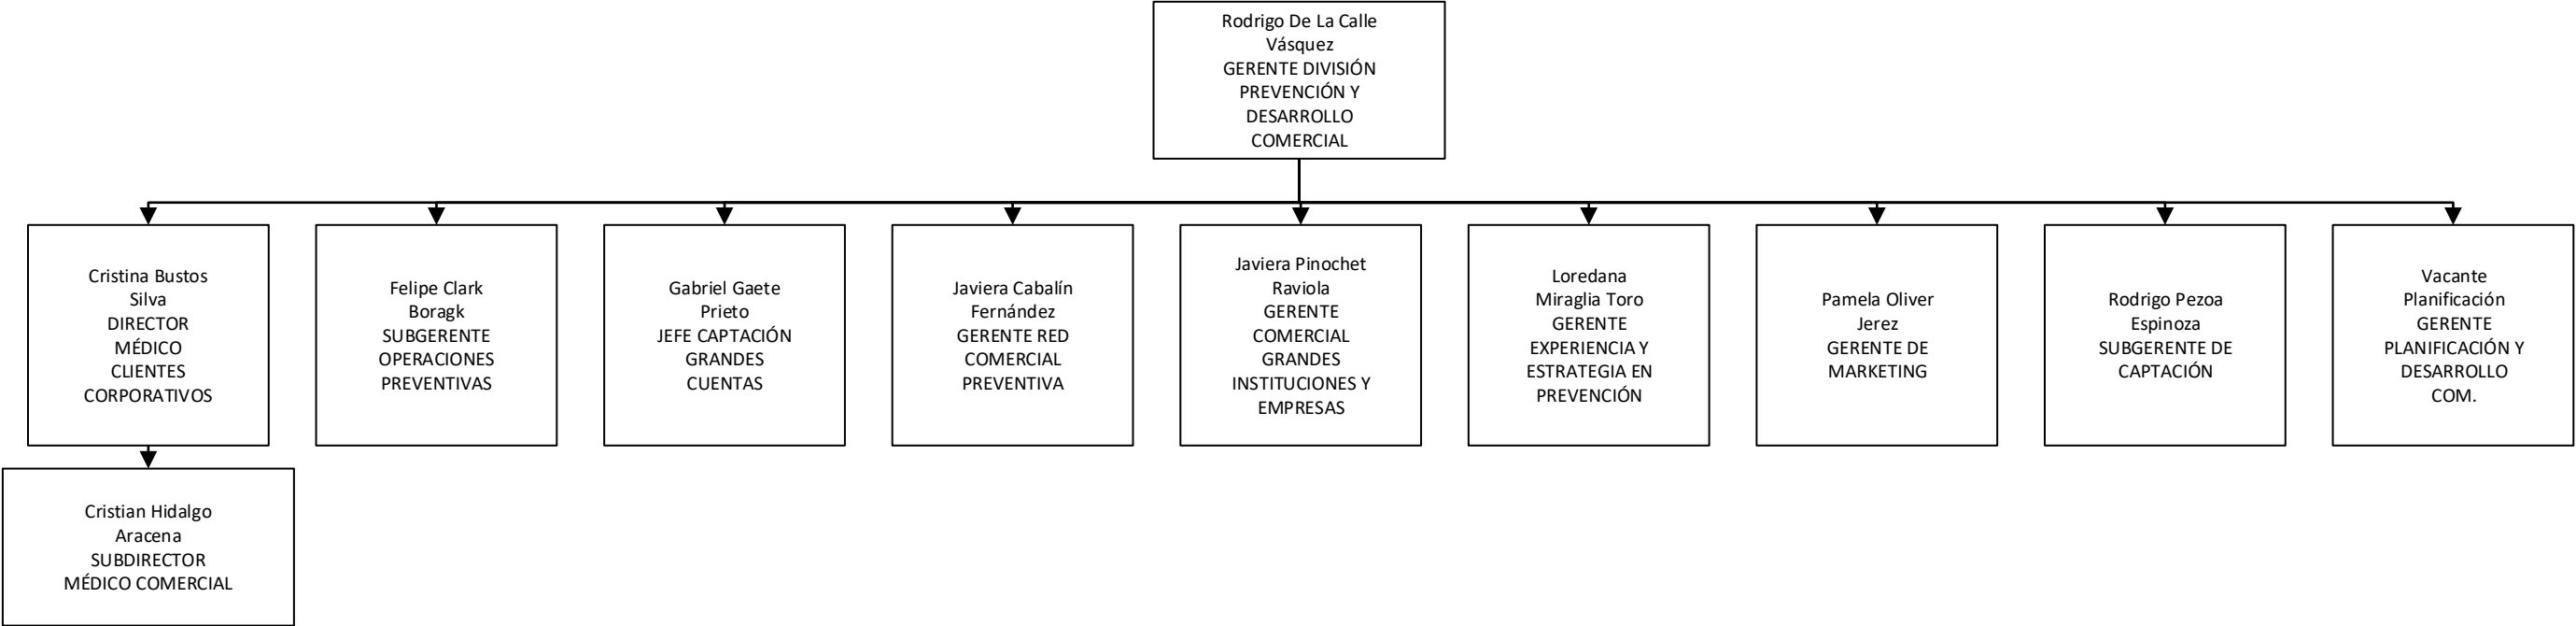 Rodrigo De La Calle
Vásquez
GERENTE DIVISIÓN
PREVENCIÓN Y
DESARROLLO
COMERCIAL
Cristina Bustos
Silva
DIRECTOR
MÉDICO
CLIENTES
CORPORATIVOS
Felipe Clark
Boragk
SUBGERENTE
OPERACIONES
PREVENTIVAS
Gabriel Gaete
Prieto
JEFE CAPTACIÓN
GRANDES
CUENTAS
Javiera Cabalín
Fernández
GERENTE RED
COMERCIAL
PREVENTIVA
Javiera Pinochet
Raviola
GERENTE
COMERCIAL
GRANDES
INSTITUCIONES Y
EMPRESAS
Loredana
Miraglia Toro
GERENTE
EXPERIENCIA Y
ESTRATEGIA EN
PREVENCIÓN
Pamela Oliver
Jerez
GERENTE DE
MARKETING
Rodrigo Pezoa
Espinoza
SUBGERENTE DE
CAPTACIÓN
Vacante
Planificación
GERENTE
PLANIFICACIÓN Y
DESARROLLO
COM.
Cristian Hidalgo
Aracena
SUBDIRECTOR
MÉDICO COMERCIAL